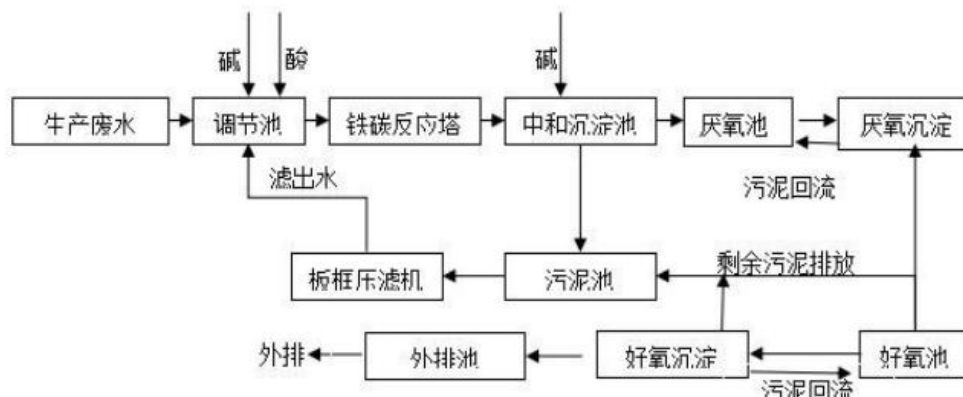 碱
酸
碱
生产废水
调节池
铁碳反应塔
中和沉淀池
厌氧池
厌氧沉淀
滤出水
污泥回流
板框压滤机
污泥池
剩余污泥排放
外排
外排池
好氧沉淀
好氧池
污泥回流